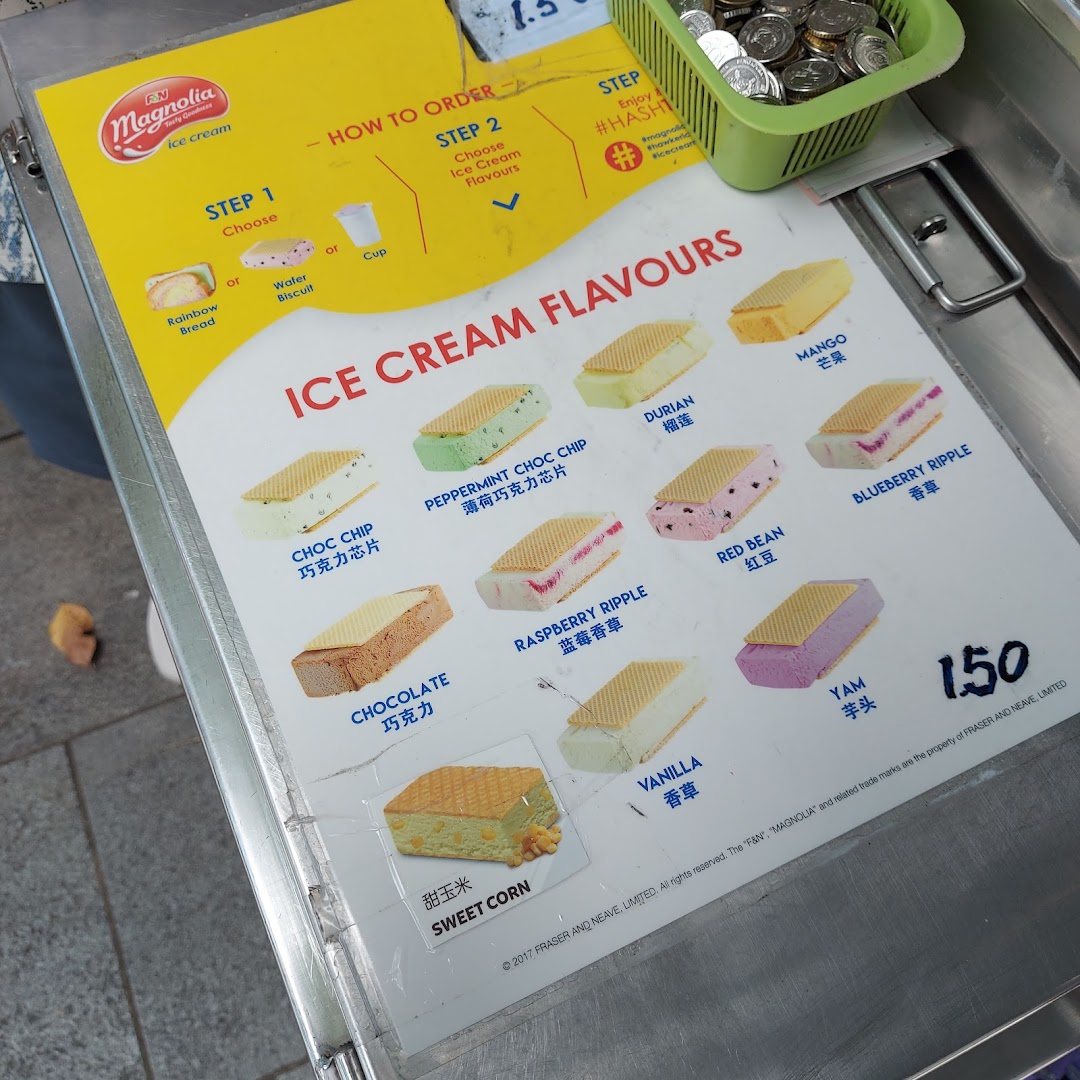 1.50
F&N
Magnolia
Tasty Goodness
ice cream
— HOW TO ORDER —
STEP 1
Choose
Rainbow
Bread
or
Wafer
Biscuit
or
Cup
STEP 2
Choose
Ice Cream
Flavours
STEP
Enjoy
#HASHT
#
#magnolia
#hawker
#icecream
ICE CREAM FLAVOURS
MANGO
芒果
DURIAN
榴莲
PEPPERMINT CHOC CHIP
薄荷巧克力芯片
CHOC CHIP
巧克力芯片
BLUEBERRY RIPPLE
香草
RED BEAN
红豆
RASPBERRY RIPPLE
蓝莓香草
CHOCOLATE
巧克力
YAM
芋头
VANILLA
香草
甜玉米
SWEET CORN
1.50
© 2017 FRASER AND NEAVE, LIMITED. All rights reserved. The "F&N", "MAGNOLIA" and related trade marks are the property of FRASER AND NEAVE, LIMITED